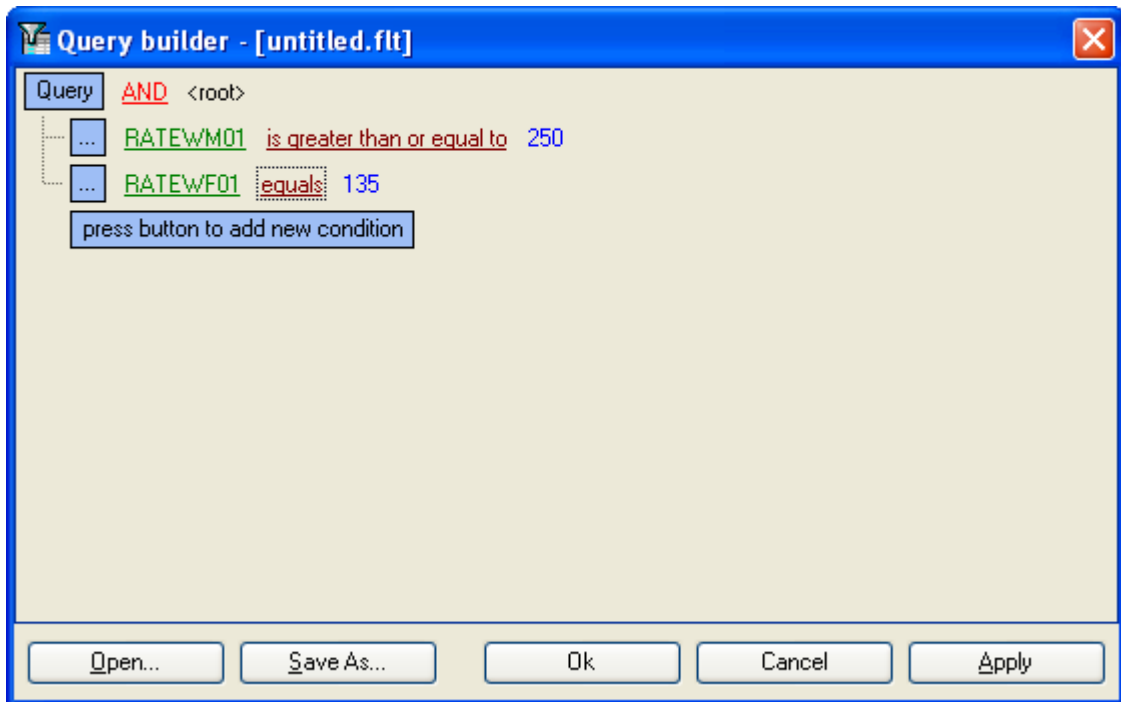 Query builder - [untitled.flt]
Query AND <root>
... RATEWM01 is greater than or equal to 250
... RATEWF01 equals 135
press button to add new condition
Open... Save As... Ok Cancel Apply